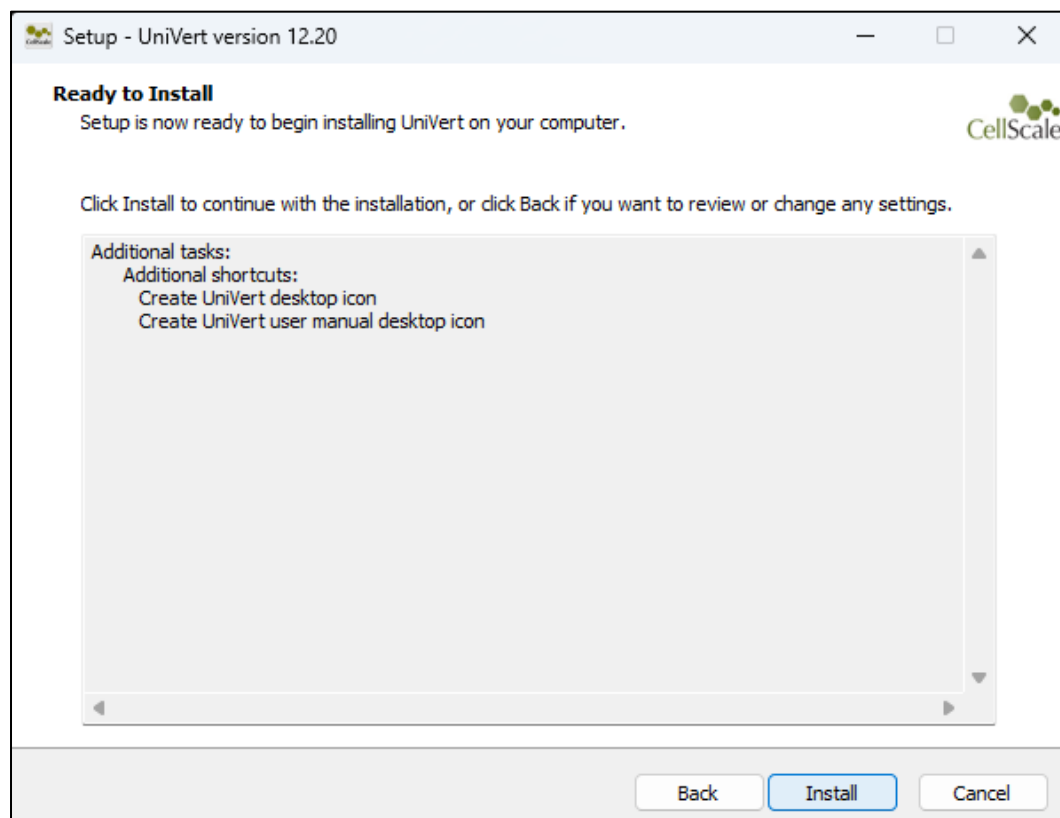 Setup - UniVert version 12.20
Ready to Install
Setup is now ready to begin installing UniVert on your computer.
CellScale
Click Install to continue with the installation, or click Back if you want to review or change any settings.
Additional tasks:
Additional shortcuts:
Create UniVert desktop icon
Create UniVert user manual desktop icon
Back
Install
Cancel